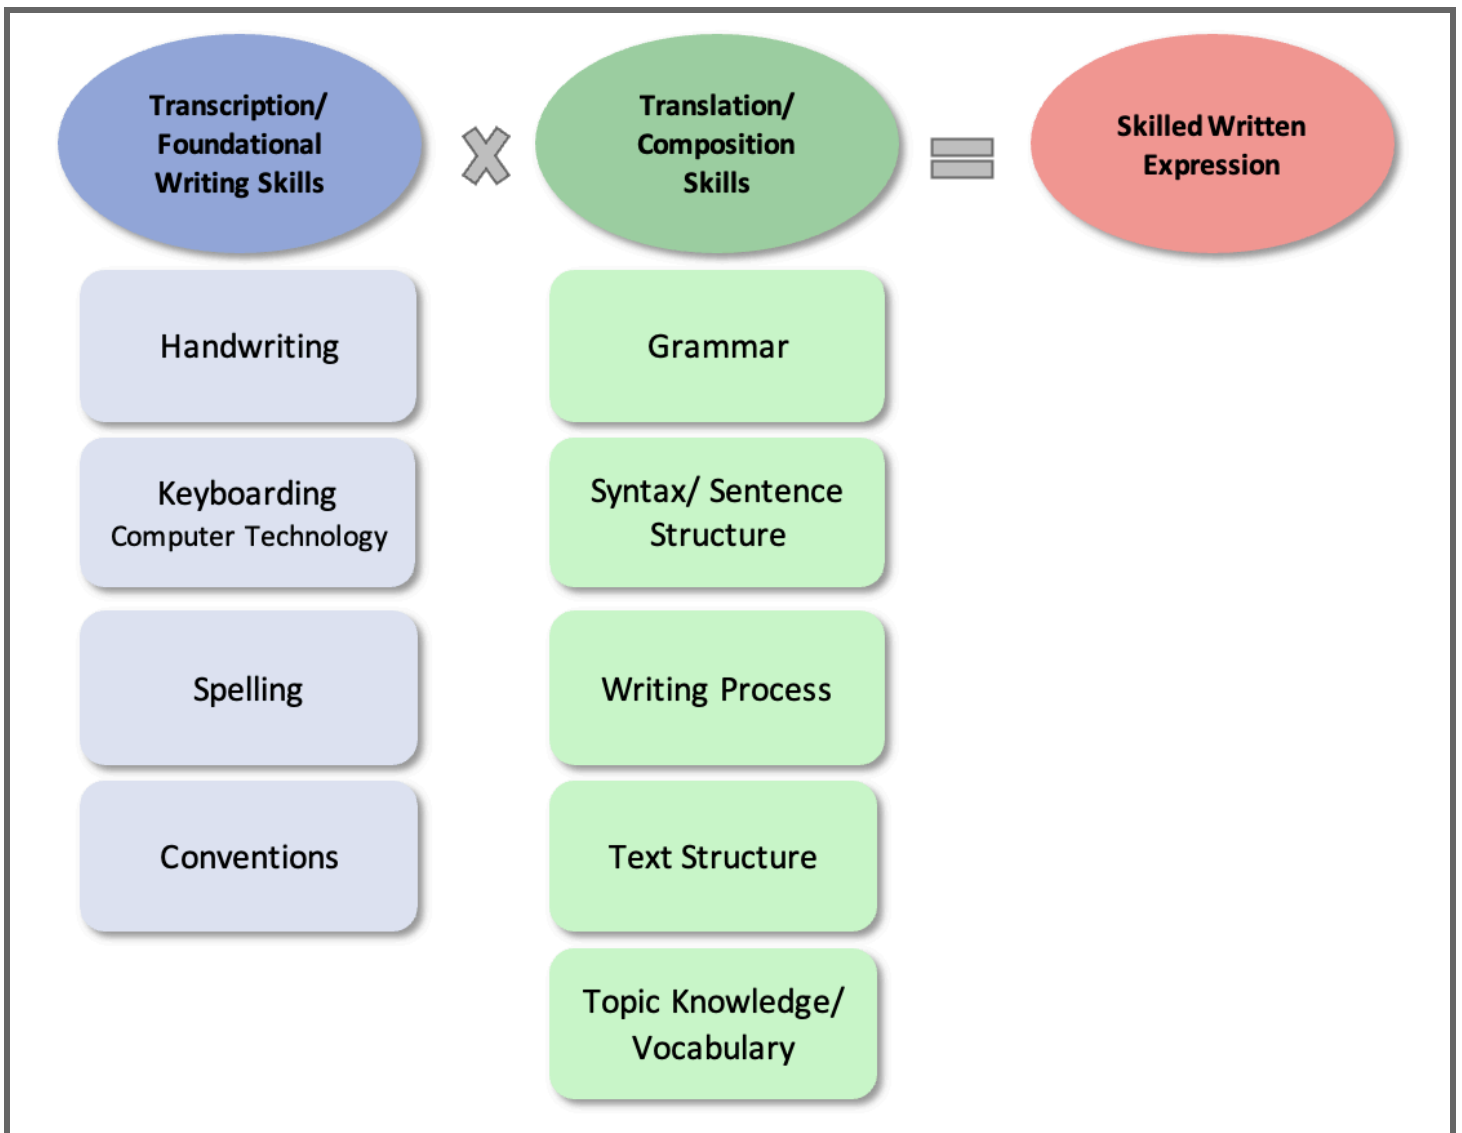 Transcription/
Foundational
Writing Skills
Translation/
Composition
Skills
Skilled Written
Expression
Handwriting
Keyboarding
Computer Technology
Spelling
Conventions
Grammar
Syntax/ Sentence
Structure
Writing Process
Text Structure
Topic Knowledge/
Vocabulary